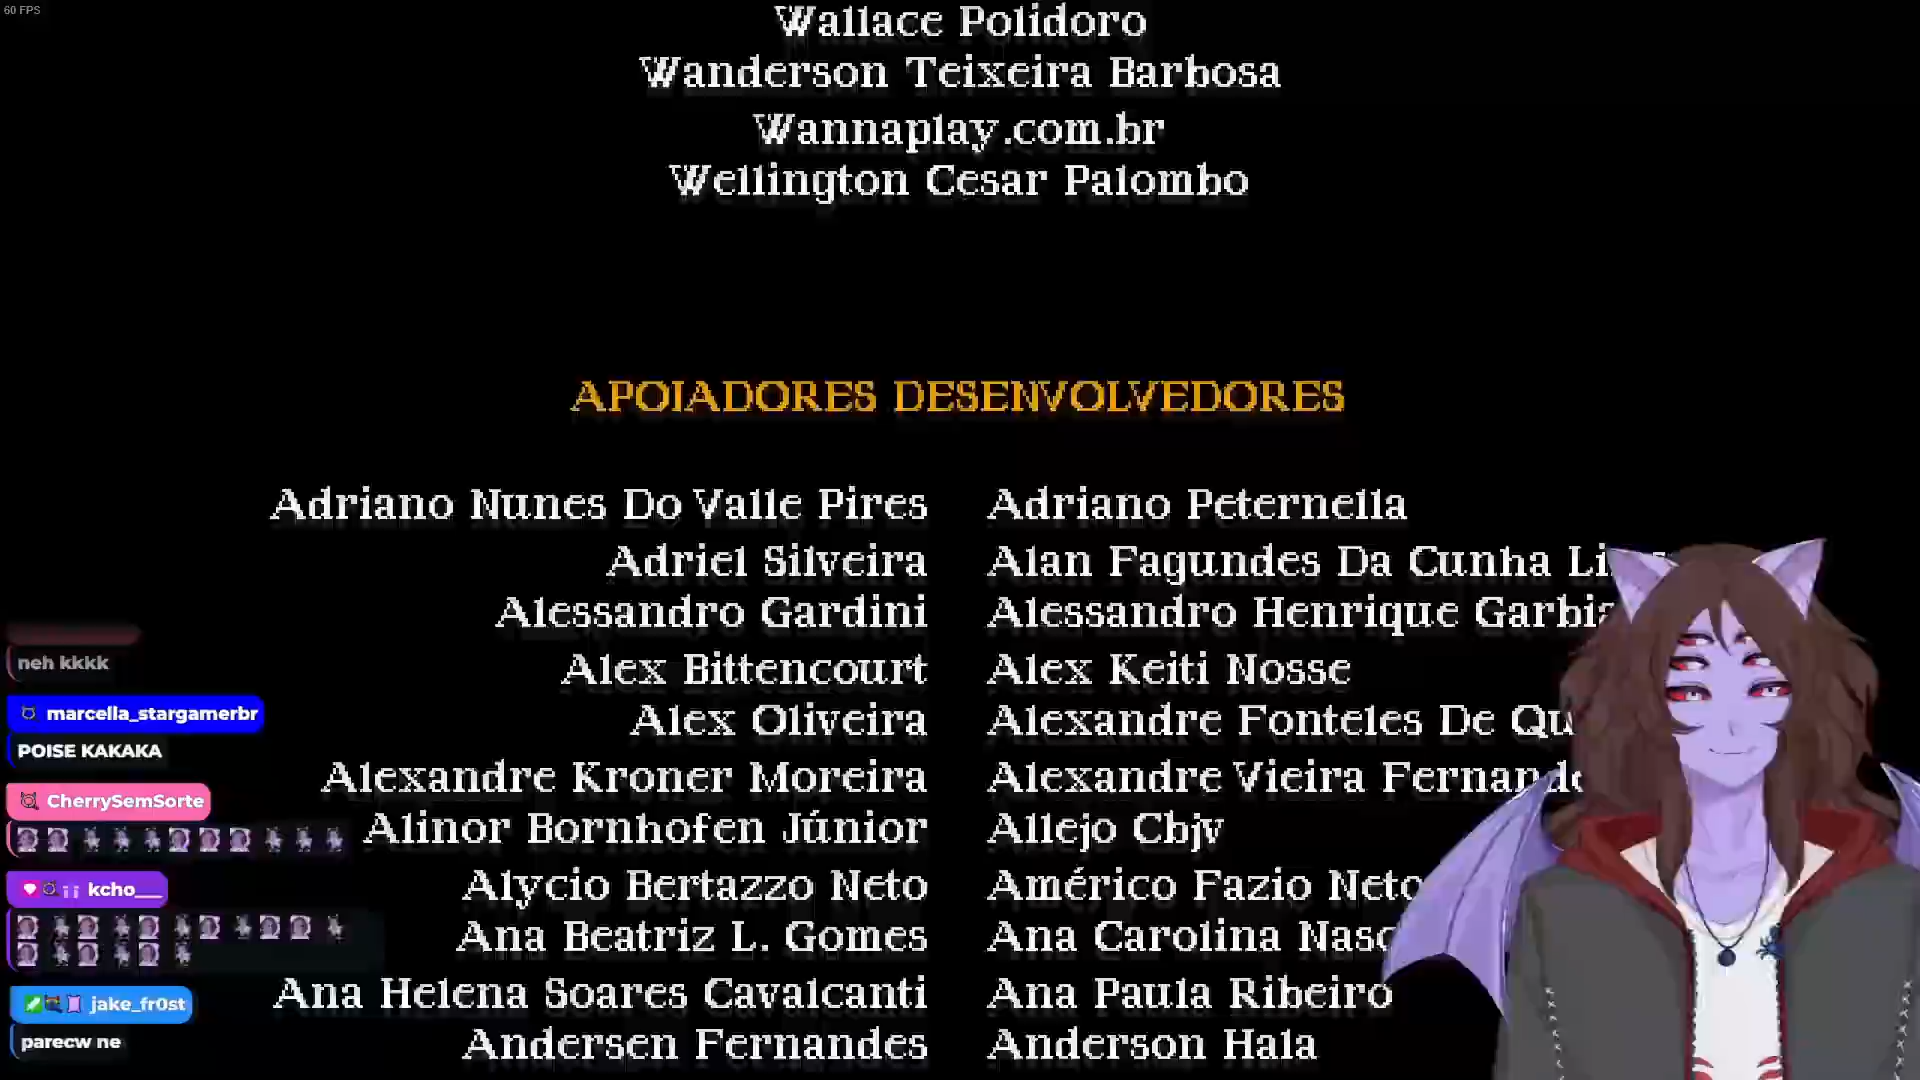 60 FPS
Wallace Polidoro
Wanderson Teixeira Barbosa
Wannaplay.com.br
Wellington Cesar Palombo
APOIADORES DESENVOLVEDORES
Adriano Nunes Do Valle Pires Adriano Peternella
Adriel Silveira Alan Fagundes Da Cunha
Alessandro Gardini Alessandro Henrique
Alex Bittencourt Alex Keiti Nosse
Alex Oliveira Alexandre Fonteles De
Alexandre Kroner Moreira Alexandre Vieira
Alinor Bornhofen Júnior Allejo Cbjv
Alycio Bertazzo Neto Américo Fazio Neto
Ana Beatriz L. Gomes Ana Carolina
Ana Helena Soares Cavalcanti Ana Paula Ribeiro
Andersen Fernandes Anderson Hala
neh kkkk
marcella_stargamerbr
POISE KAKAKA
CherrySemSorte
kcho___
jake_fr0st
parecw ne